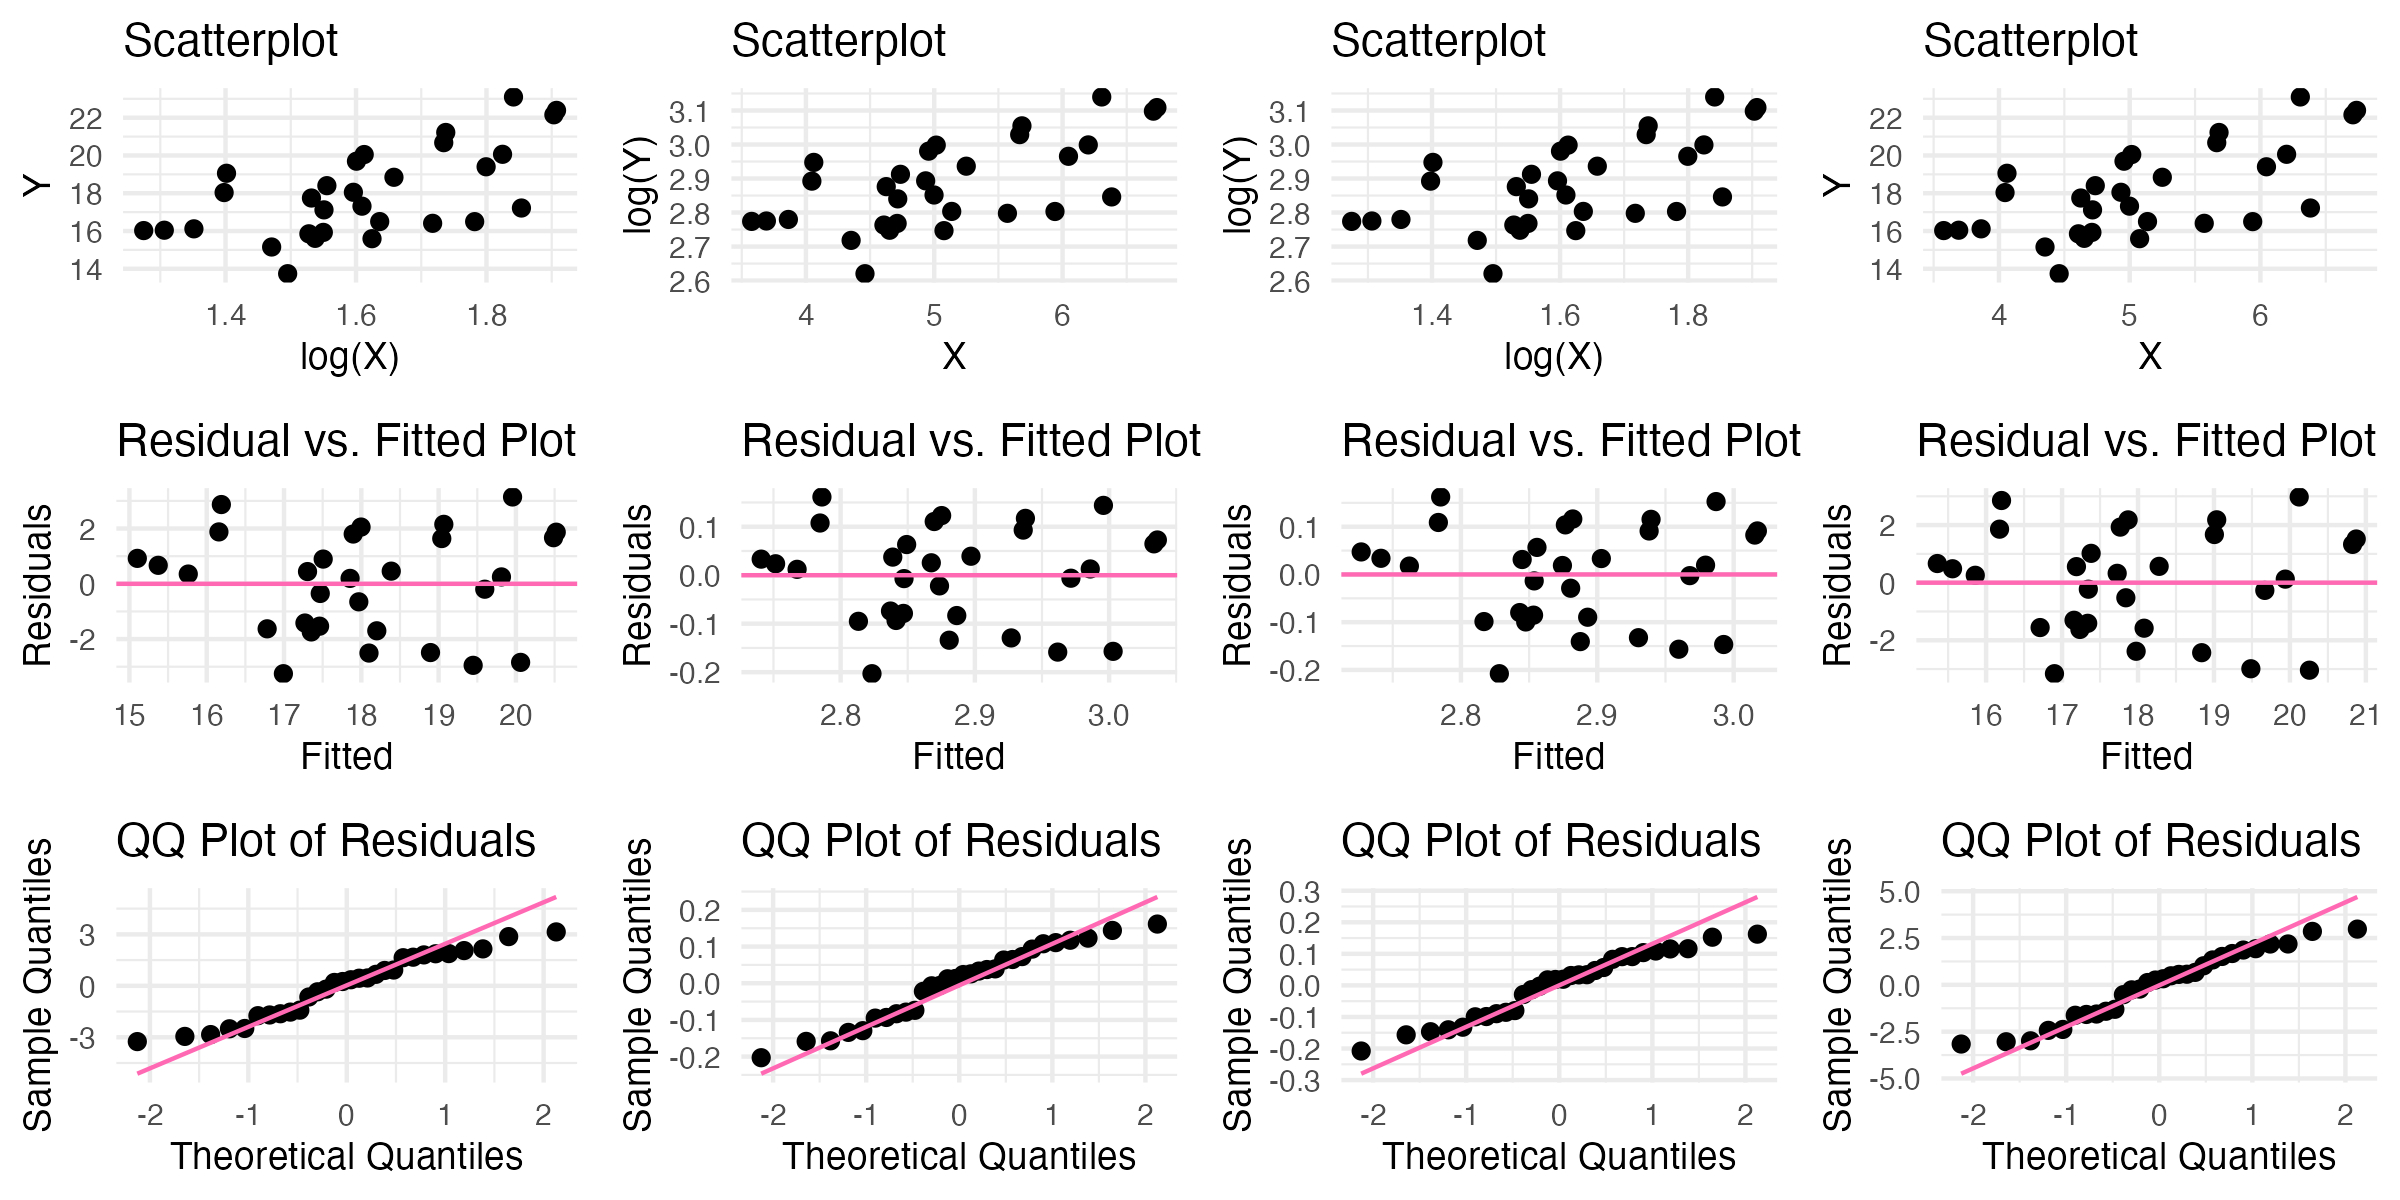 Scatterplot
Y
22
20
18
16
14
1.4 1.6 1.8
log(X)
Scatterplot
log(Y)
3.1
3.0
2.9
2.8
2.7
2.6
4 5 6
X
Scatterplot
log(Y)
3.1
3.0
2.9
2.8
2.7
2.6
1.4 1.6 1.8
log(X)
Scatterplot
Y
22
20
18
16
14
4 5 6
X
Residual vs. Fitted Plot
Residuals
2
0
-2
15 16 17 18 19 20
Fitted
Residual vs. Fitted Plot
Residuals
0.1
0.0
-0.1
-0.2
2.8 2.9 3.0
Fitted
Residual vs. Fitted Plot
Residuals
0.1
0.0
-0.1
-0.2
2.8 2.9 3.0
Fitted
Residual vs. Fitted Plot
Residuals
2
0
-2
16 17 18 19 20 21
Fitted
QQ Plot of Residuals
Sample Quantiles
3
0
-3
-2 -1 0 1 2
Theoretical Quantiles
QQ Plot of Residuals
Sample Quantiles
0.2
0.1
0.0
-0.1
-0.2
-2 -1 0 1 2
Theoretical Quantiles
QQ Plot of Residuals
Sample Quantiles
0.3
0.2
0.1
0.0
-0.1
-0.2
-0.3
-2 -1 0 1 2
Theoretical Quantiles
QQ Plot of Residuals
Sample Quantiles
5.0
2.5
0.0
-2.5
-5.0
-2 -1 0 1 2
Theoretical Quantiles